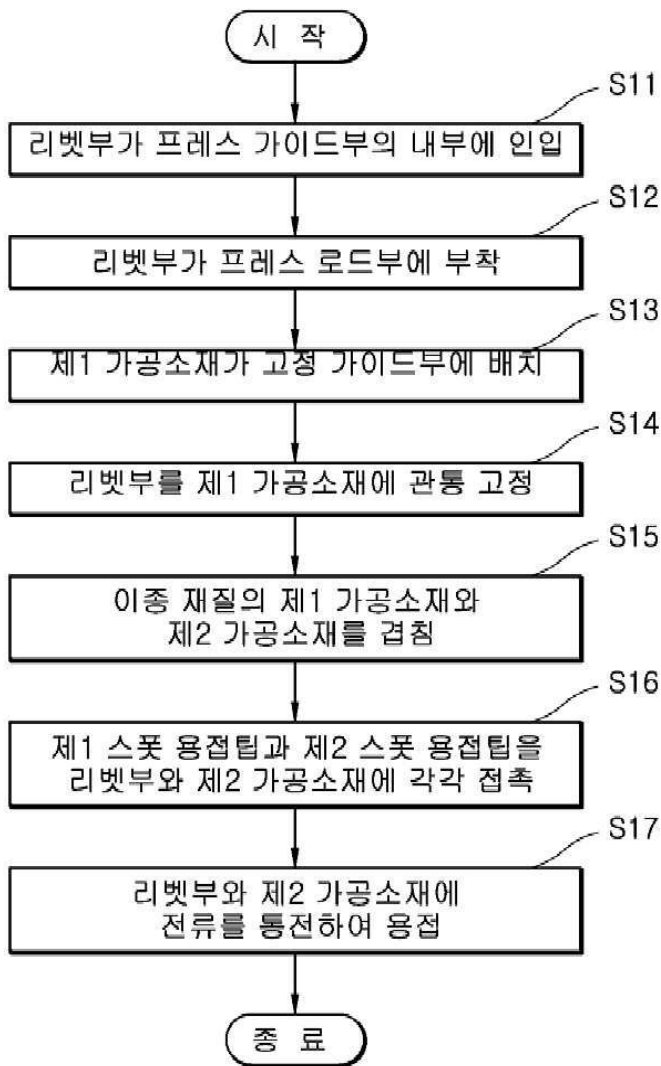 시 작
S11
리벳부가 프레스 가이드부의 내부에 인입
S12
리벳부가 프레스 로드부에 부착
S13
제1 가공소재가 고정 가이드부에 배치
S14
리벳부를 제1 가공소재에 관통 고정
S15
이종 재질의 제1 가공소재와
제2 가공소재를 겹침
S16
제1 스폿 용접팁과 제2 스폿 용접팁을
리벳부와 제2 가공소재에 각각 접촉
S17
리벳부와 제2 가공소재에
전류를 통전하여 용접
종 료